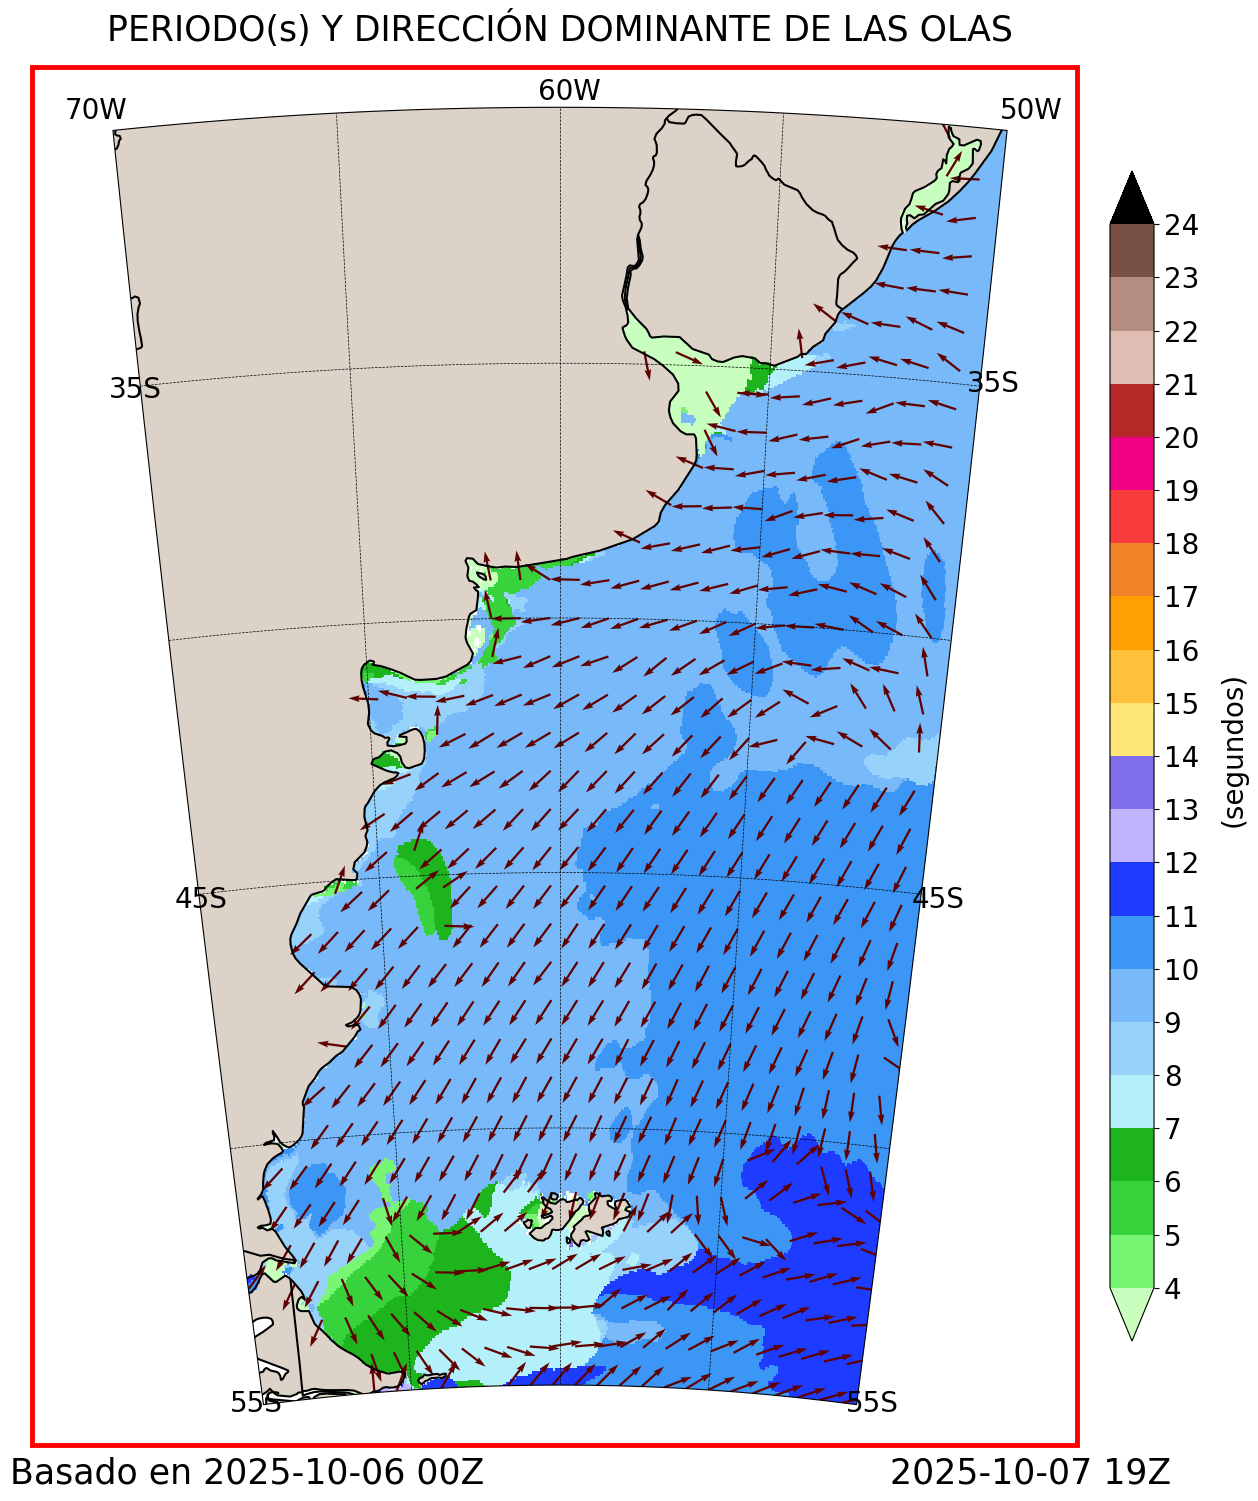 PERIODO(s) Y DIRECCIÓN DOMINANTE DE LAS OLAS
70W
60W
50W
35S
35S
45S
45S
55S
55S
24
23
22
21
20
19
18
17
16
15
14
13
12
11
10
9
8
7
6
5
4
(segundos)
Basado en 2025-10-06 00Z
2025-10-07 19Z